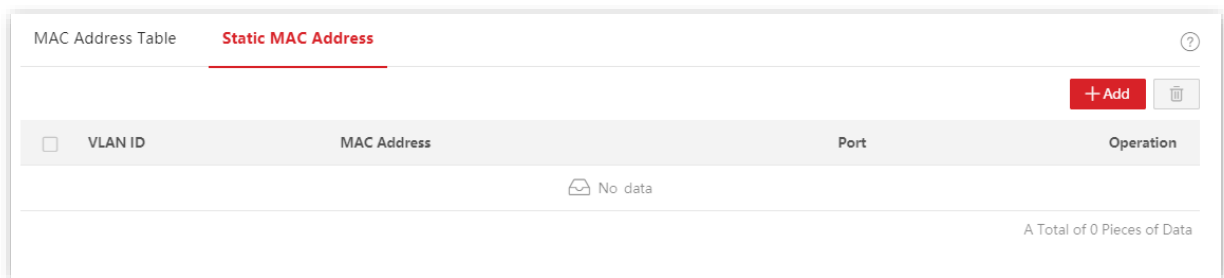 MAC Address Table Static MAC Address ?
+ Add
VLAN ID MAC Address Port Operation
No data
A Total of 0 Pieces of Data